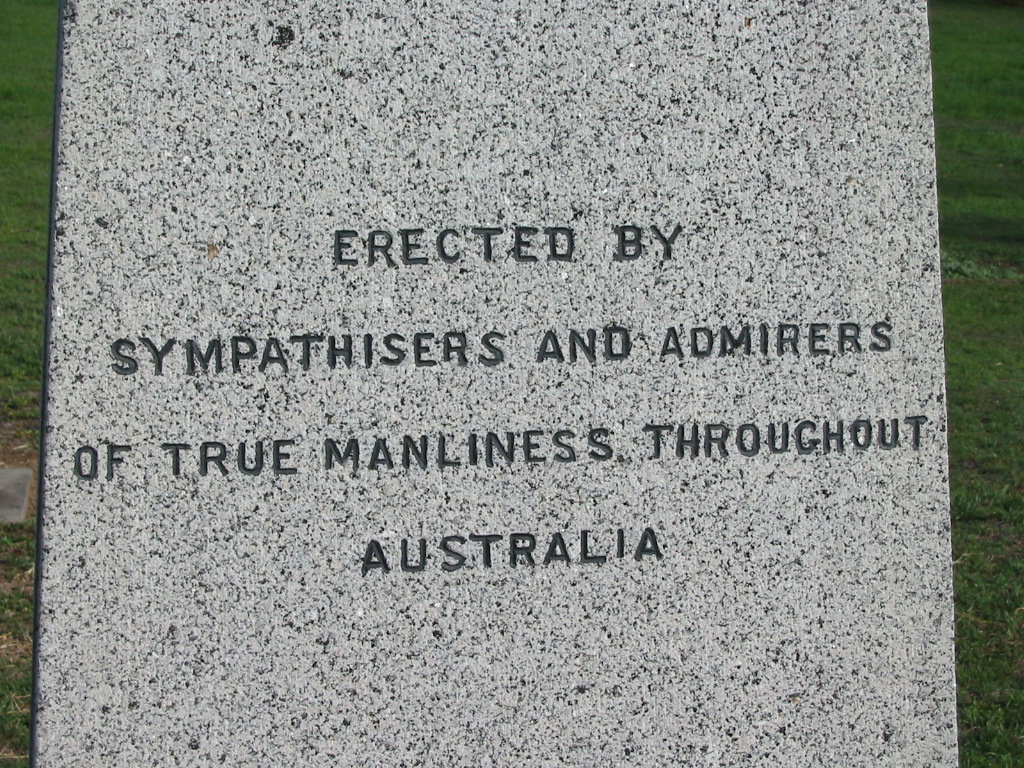 ERECTED BY
SYMPATHISERS AND ADMIRERS
OF TRUE MANLINESS. THROUGHOUT
AUSTRALIA